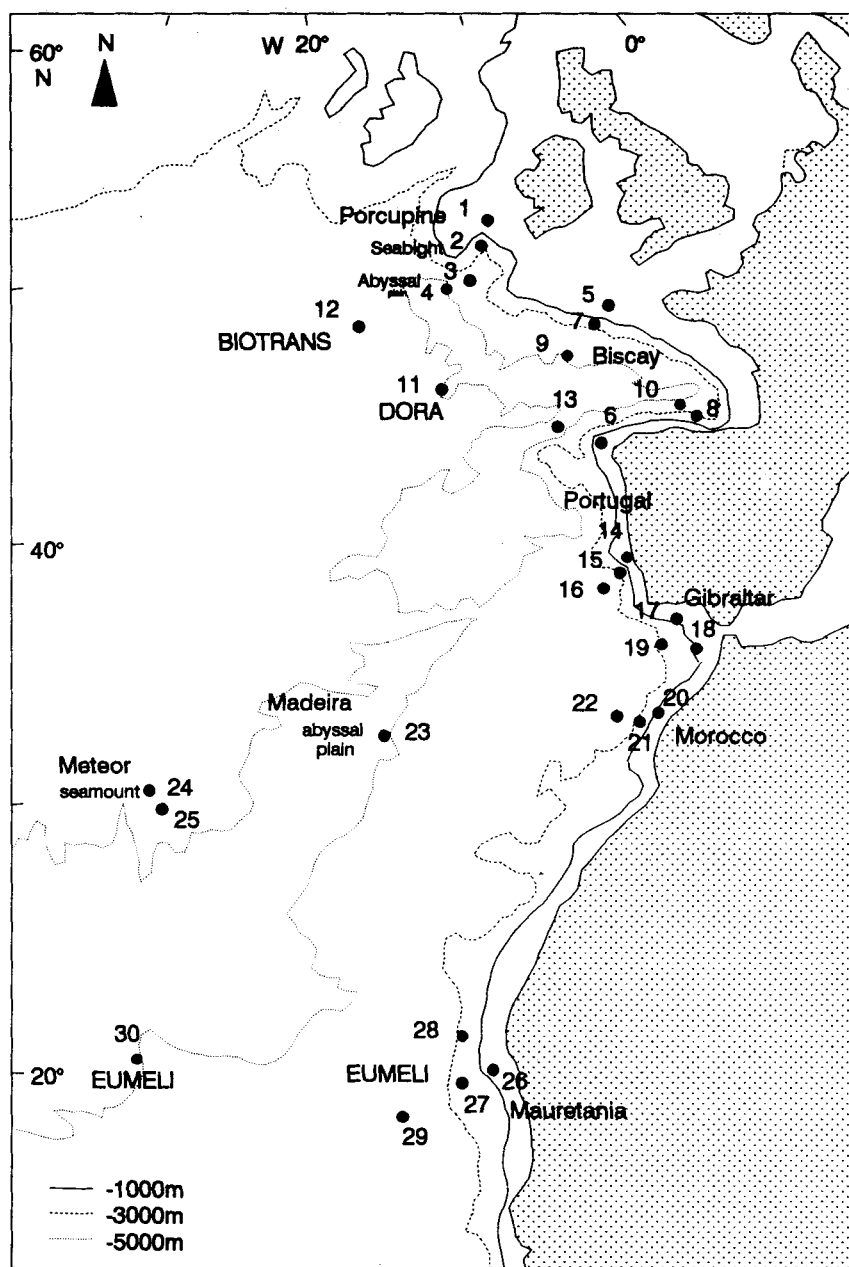 60°
N
N
W
20°
0°
Porcupine
1
Seabight
2
3
Abyssal
plain
4
5
7
12
BIOTRANS
9
Biscay
11
DORA
10
8
13
6
Portugal
40°
14
15
16
17
Gibraltar
18
19
20
22
21
Morocco
Madeira
abyssal
plain
23
Meteor
seamount
24
25
30
EUMELI
28
EUMELI
26
20°
27
Mauretania
29
-1000m
-3000m
-5000m